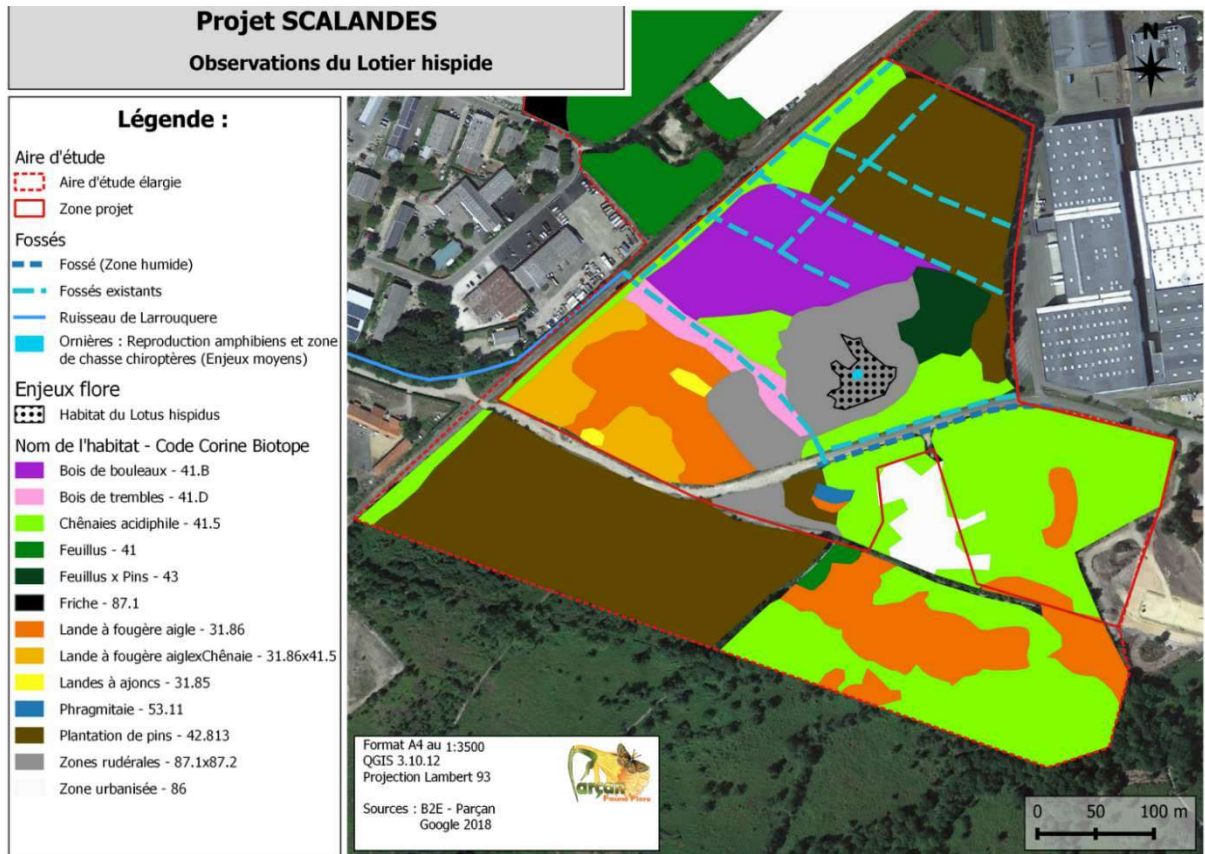 Projet SCALANDES
Observations du Lotier hispide
Légende :
Aire d'étude
Aire d'étude élargie
Zone projet
Fossés
Fossé (Zone humide)
Fossés existants
Ruisseau de Larrouquere
Ornières : Reproduction amphibiens et zone
de chasse chiroptères (Enjeux moyens)
Enjeux flore
Habitat du Lotus hispidus
Nom de l'habitat - Code Corine Biotope
Bois de bouleaux - 41.B
Bois de trembles - 41.D
Chênaies acidiphile - 41.5
Feuillus - 41
Feuillus x Pins - 43
Friche - 87.1
Lande à fougère aigle - 31.86
Lande à fougère aiglexChênaie - 31.86x41.5
Landes à ajoncs - 31.85
Phragmitaie - 53.11
Plantation de pins - 42.813
Zones rudérales - 87.1x87.2
Zone urbanisée - 86
N
Format A4 au 1:3500
QGIS 3.10.12
Projection Lambert 93
Sources : B2E - Parçan
Google 2018
Parçan
Faune Flore
0 50 100 m